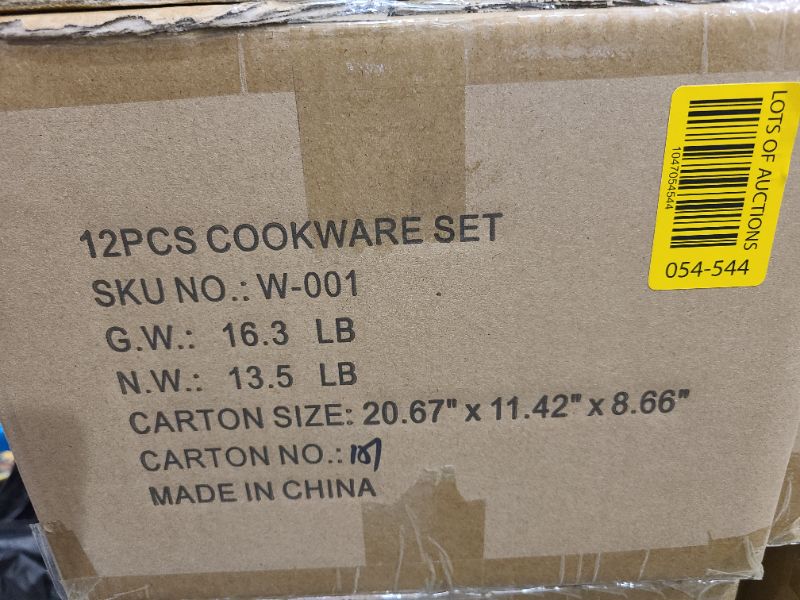 12PCS COOKWARE SET
SKU NO.: W-001
G.W.: 16.3 LB
N.W.: 13.5 LB
CARTON SIZE: 20.67" x 11.42" x 8.66"
CARTON NO.:
MADE IN CHINA
LOTS OF AUCTIONS
1047054544
054-544